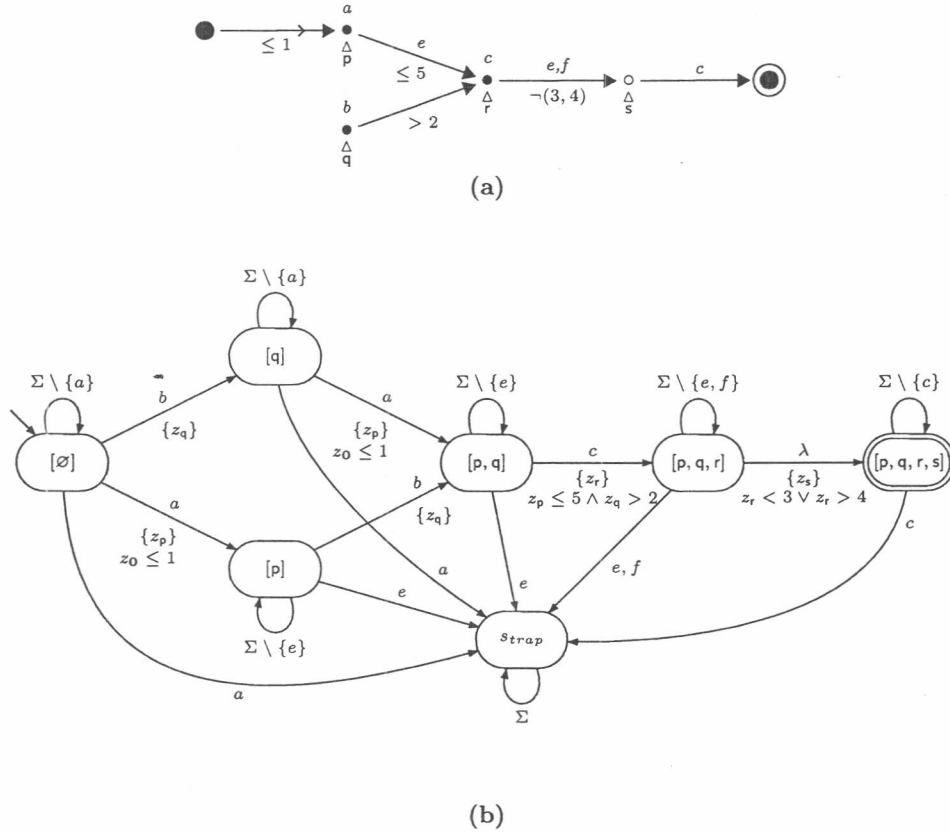 a
≤ 1
Δ
p
e
≤ 5
b
Δ
q
> 2
c
Δ
r
e,f
¬(3, 4)
Δ
s
c
(a)
Σ \ {a}
[q]
Σ \ {a}
[∅]
b
{z_q}
a
{z_p}
z_0 ≤ 1
a
{z_p}
z_0 ≤ 1
[p]
Σ \ {e}
b
{z_q}
Σ \ {e}
[p, q]
c
{z_r}
z_p ≤ 5 ∧ z_q > 2
Σ \ {e, f}
[p, q, r]
λ
{z_s}
z_r < 3 ∨ z_r > 4
Σ \ {c}
[p, q, r, s]
a
e
e
e, f
c
a
s_trap
Σ
(b)